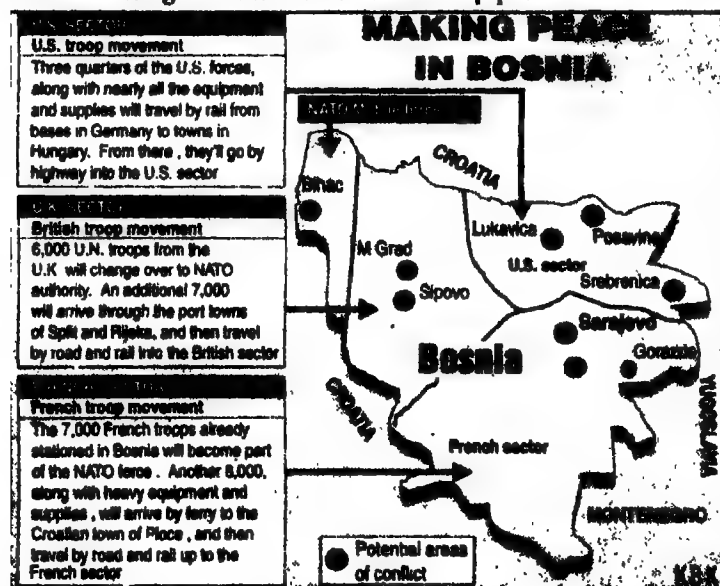 MAKING PEACE
IN BOSNIA
U.S. SECTOR
U.S. troop movement
Three quarters of the U.S. forces,
along with nearly all the equipment
and supplies will travel by rail from
bases in Germany to towns in
Hungary. From there , they'll go by
highway into the U.S. sector
U.K. SECTOR
British troop movement
6,000 U.N. troops from the
U.K will change over to NATO
authority. An additional 7,000
will arrive through the port towns
of Split and Rijeka, and then travel
by road and rail into the British sector
French troop movement
The 7,000 French troops already
stationed in Bosnia will become part
of the NATO force . Another 8,000,
along with heavy equipment and
supplies , will arrive by ferry to the
Croatian town of Ploce , and then
travel by road and rail up to the
French sector
NATO
CROATIA
Bihac
Lukavica
Posavina
U.S. sector
M Grad
Srebrenica
Sipovo
Sarajevo
Bosnia
Gorazde
CROATIA
YUGOSLAVIA
French sector
MONTENEGRO
Potential areas
of conflict